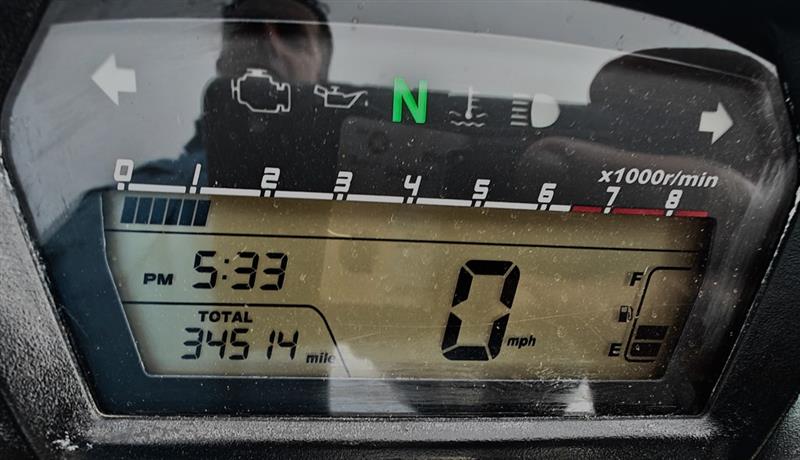 N
0 1 2 3 4 5 6 7 8
x1000r/min
PM 5:33
TOTAL
34514 mile
0 mph
F
E